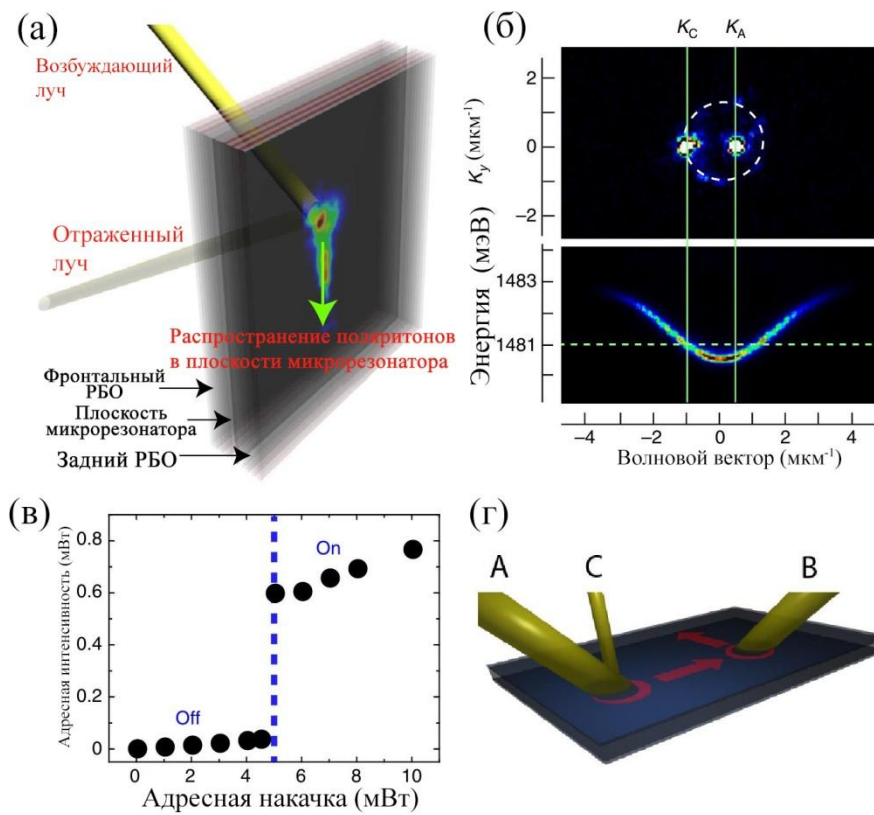 (а)
Возбуждающий
луч
Отраженный
луч
Распространение поляритонов
в плоскости микрорезонатора
Фронтальный
РБО
Плоскость
микрорезонатора
Задний РБО
(б)
K_C K_A
K_y (мкм⁻¹)
2
0
−2
Энергия (мэВ)
1483
1481
−4 −2 0 2 4
Волновой вектор (мкм⁻¹)
(в)
Адресная интенсивность (мВт)
0.8
0.6
0.4
0.2
0
On
Off
0 2 4 6 8 10
Адресная накачка (мВт)
(г)
A C B